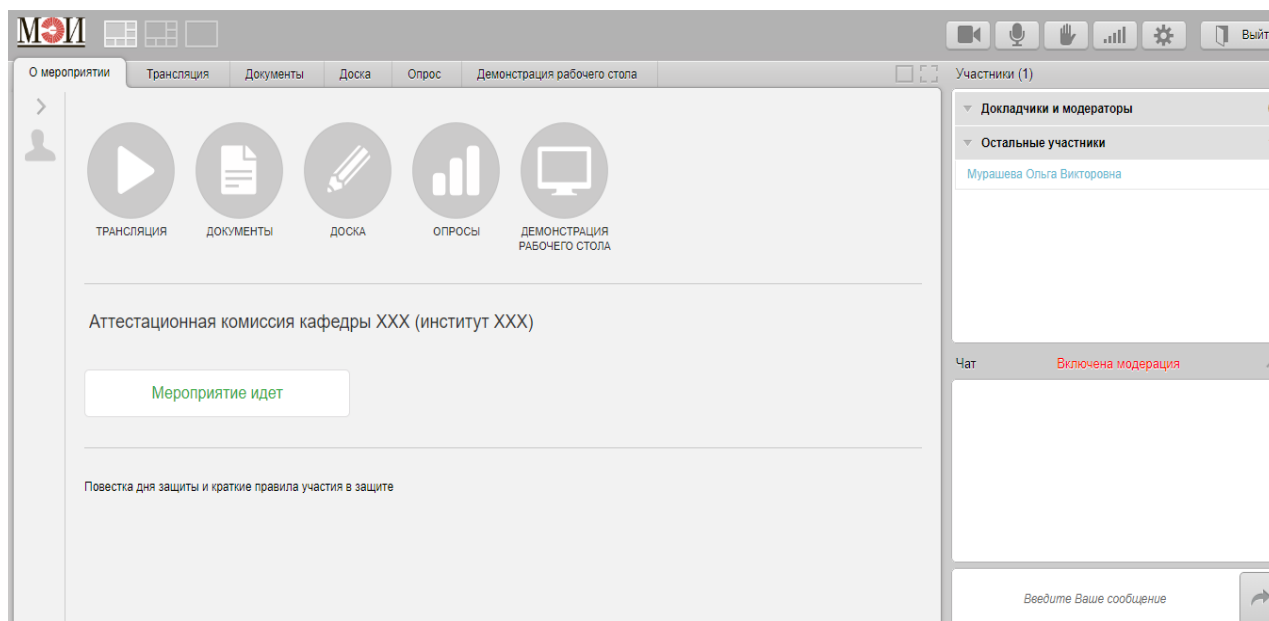 МЭИ
Выйт
О мероприятии Трансляция Документы Доска Опрос Демонстрация рабочего стола
Участники (1)
Докладчики и модераторы
Остальные участники
Мурашева Ольга Викторовна
ТРАНСЛЯЦИЯ ДОКУМЕНТЫ ДОСКА ОПРОСЫ ДЕМОНСТРАЦИЯ
РАБОЧЕГО СТОЛА
Аттестационная комиссия кафедры XXX (институт XXX)
Мероприятие идет
Повестка дня защиты и краткие правила участия в защите
Чат Включена модерация
Введите Ваше сообщение